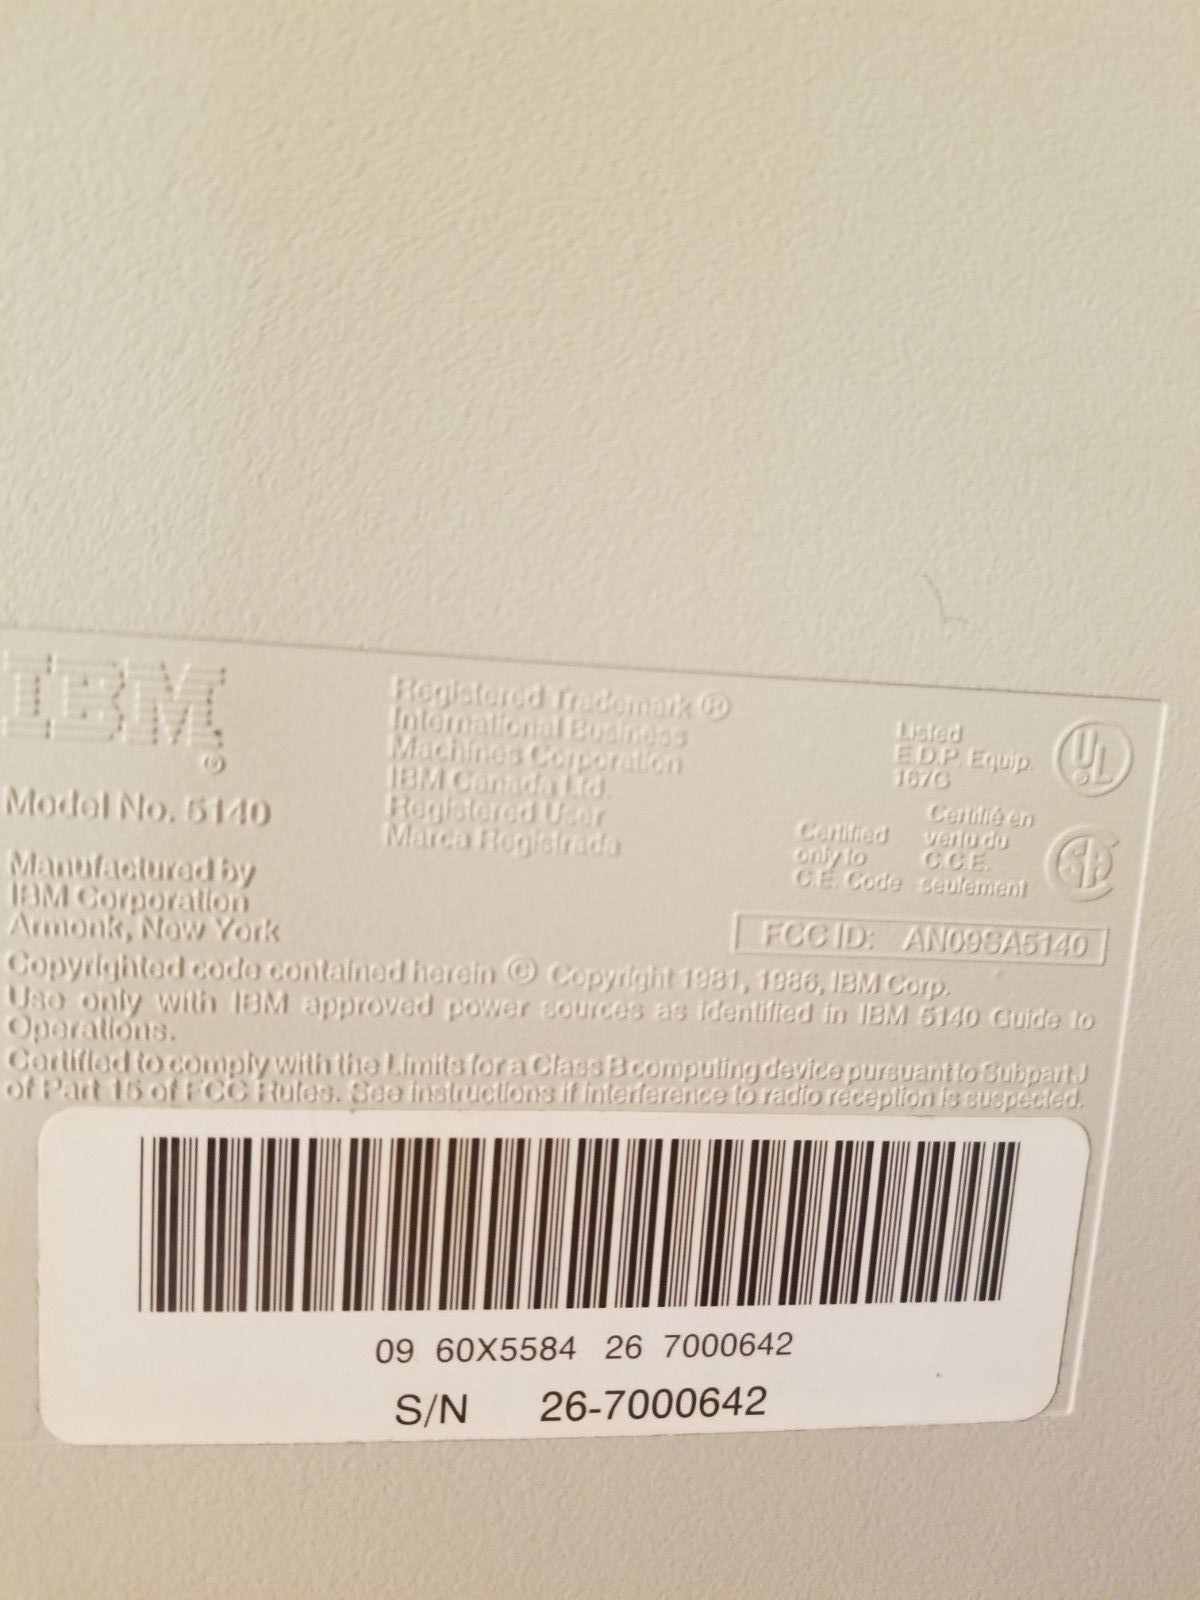 IBM®
Model No. 5140
Manufactured by
IBM Corporation
Armonk, New York
Registered Trademark ®
International Business
Machines Corporation
IBM Canada Ltd.
Registered User
Marca Registrada
Listed
E.D.P. Equip.
167G
UL
Certified
only to
C.E. Code
Certifié en
vertu du
C.C.E.
seulement
SA
FCC ID: AN09SA5140
Copyrighted code contained herein © Copyright 1981, 1986, IBM Corp.
Use only with IBM approved power sources as identified in IBM 5140 Guide to
Operations.
Certified to comply with the Limits for a Class B computing device pursuant to Subpart J
of Part 15 of FCC Rules. See instructions if interference to radio reception is suspected.
09 60X5584 26 7000642
S/N 26-7000642